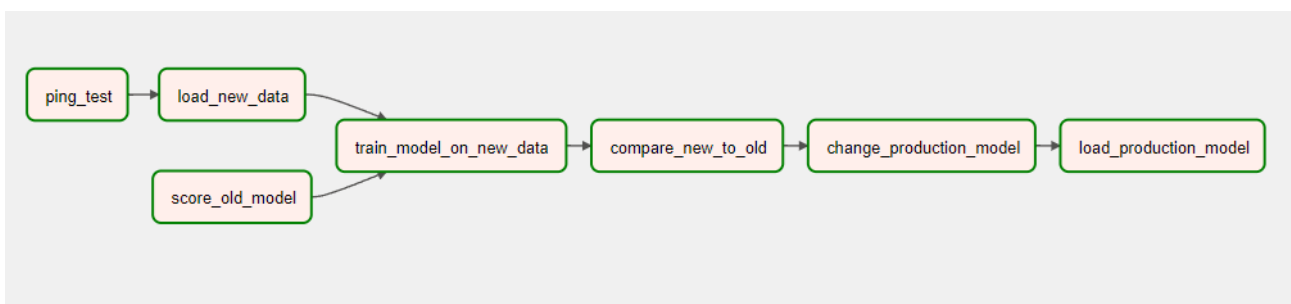 ping_test
load_new_data
train_model_on_new_data
compare_new_to_old
change_production_model
load_production_model
score_old_model